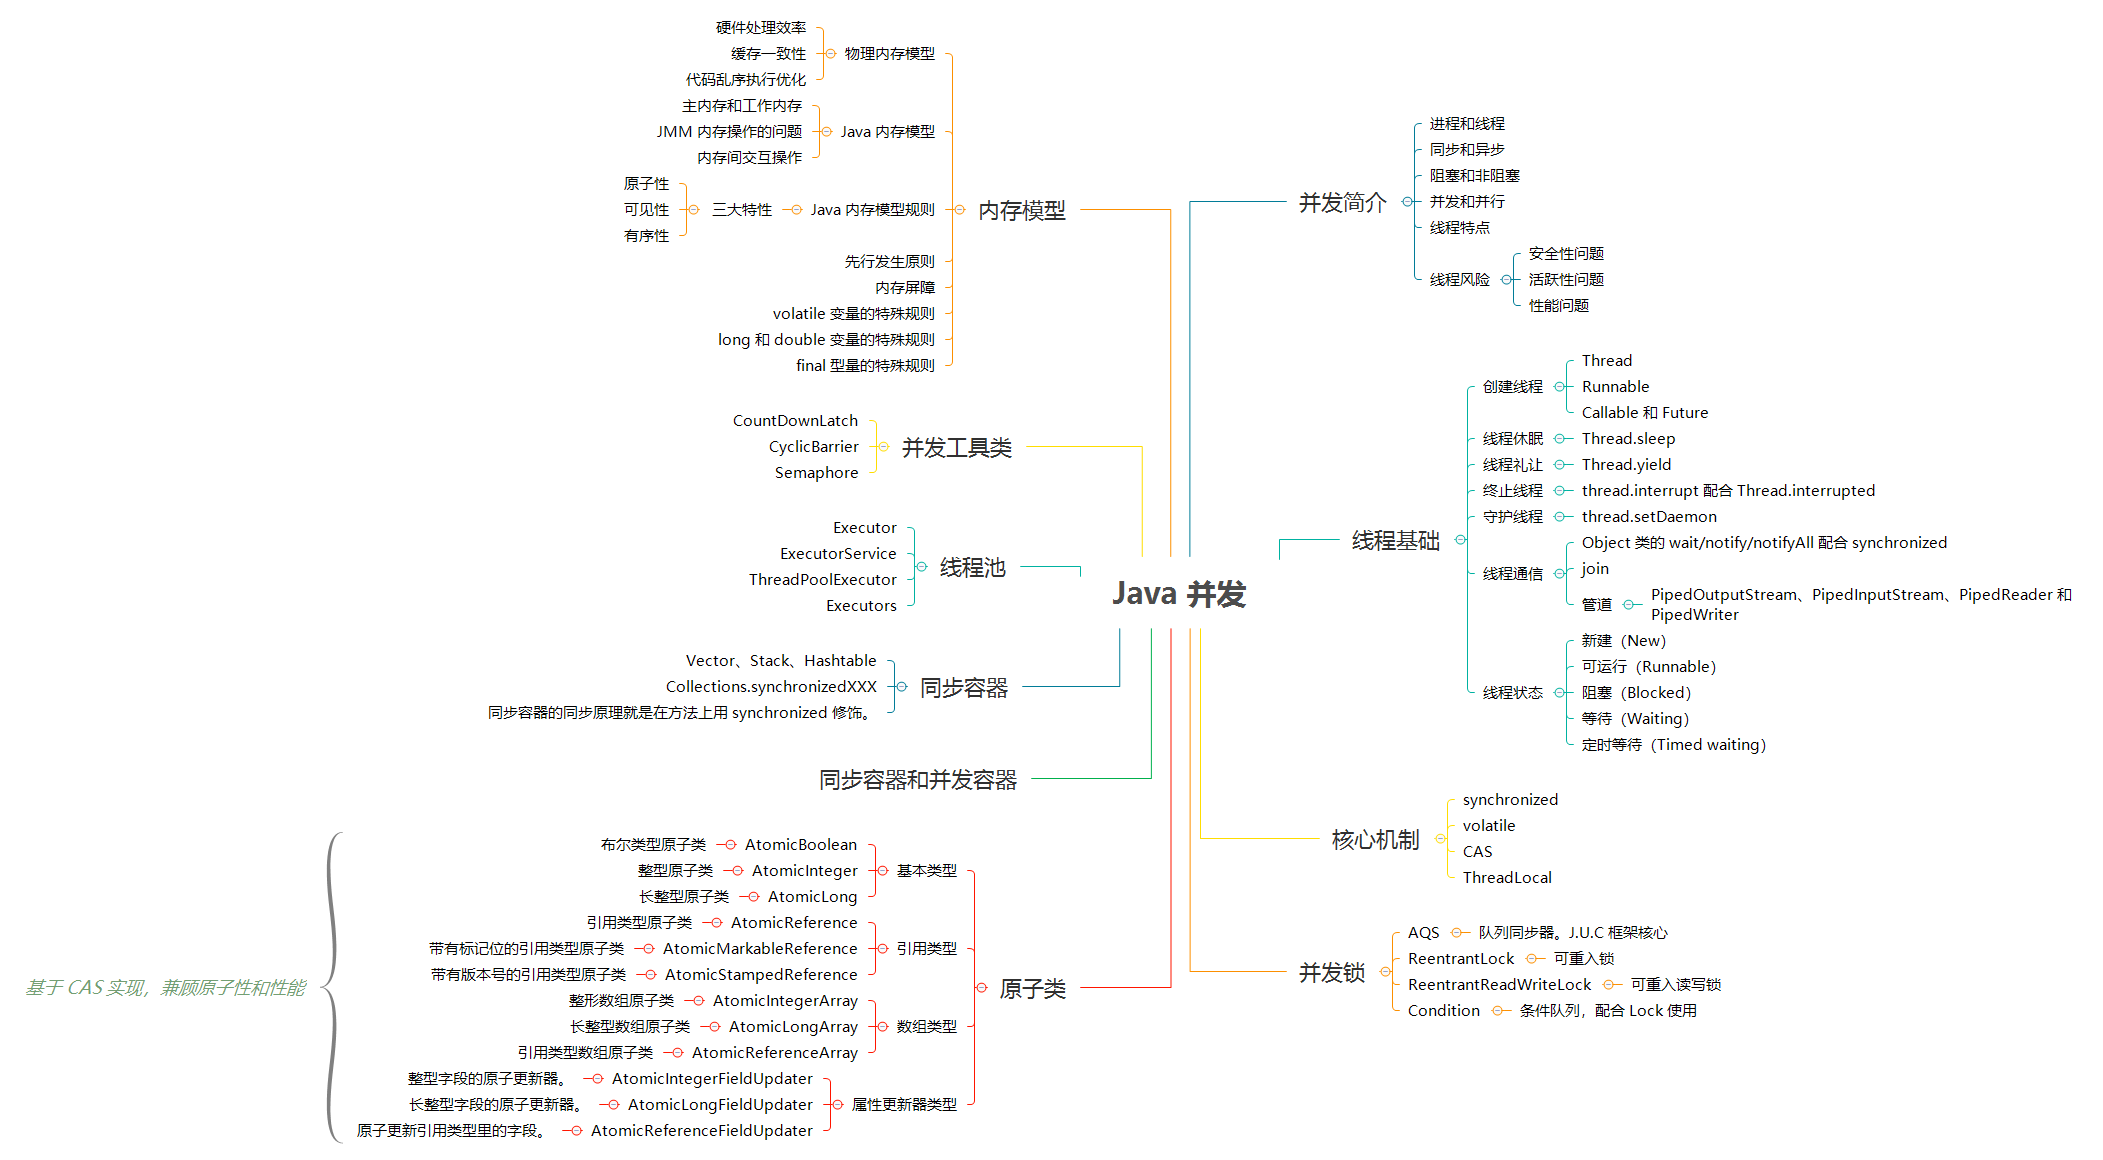 Java 并发
并发简介
进程和线程
同步和异步
阻塞和非阻塞
并发和并行
线程特点
线程风险
安全性问题
活跃性问题
性能问题
线程基础
创建线程
Thread
Runnable
Callable 和 Future
线程休眠
Thread.sleep
线程礼让
Thread.yield
终止线程
thread.interrupt 配合 Thread.interrupted
守护线程
thread.setDaemon
线程通信
Object 类的 wait/notify/notifyAll 配合 synchronized
join
管道
PipedOutputStream、PipedInputStream、PipedReader 和
PipedWriter
线程状态
新建（New）
可运行（Runnable）
阻塞（Blocked）
等待（Waiting）
定时等待（Timed waiting）
核心机制
synchronized
volatile
CAS
ThreadLocal
并发锁
AQS
队列同步器。J.U.C 框架核心
ReentrantLock
可重入锁
ReentrantReadWriteLock
可重入读写锁
Condition
条件队列，配合 Lock 使用
内存模型
物理内存模型
硬件处理效率
缓存一致性
代码乱序执行优化
Java 内存模型
主内存和工作内存
JMM 内存操作的问题
内存间交互操作
Java 内存模型规则
三大特性
原子性
可见性
有序性
先行发生原则
内存屏障
volatile 变量的特殊规则
long 和 double 变量的特殊规则
final 型量的特殊规则
并发工具类
CountDownLatch
CyclicBarrier
Semaphore
线程池
Executor
ExecutorService
ThreadPoolExecutor
Executors
同步容器
Vector、Stack、Hashtable
Collections.synchronizedXXX
同步容器的同步原理就是在方法上用 synchronized 修饰。
同步容器和并发容器
原子类
基本类型
AtomicBoolean
布尔类型原子类
AtomicInteger
整型原子类
AtomicLong
长整型原子类
引用类型
AtomicReference
引用类型原子类
AtomicMarkableReference
带有标记位的引用类型原子类
AtomicStampedReference
带有版本号的引用类型原子类
数组类型
AtomicIntegerArray
整形数组原子类
AtomicLongArray
长整型数组原子类
AtomicReferenceArray
引用类型数组原子类
属性更新器类型
AtomicIntegerFieldUpdater
整型字段的原子更新器。
AtomicLongFieldUpdater
长整型字段的原子更新器。
AtomicReferenceFieldUpdater
原子更新引用类型里的字段。
基于 CAS 实现，兼顾原子性和性能